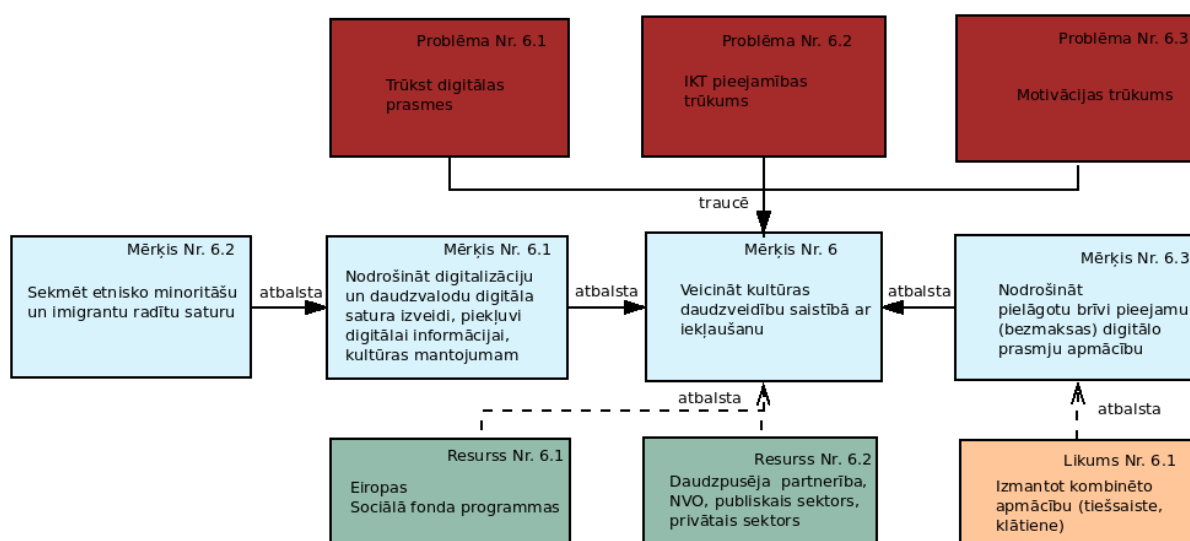 Problēma Nr. 6.1
Trūkst digitālas
prasmes
Problēma Nr. 6.2
IKT pieejamības
trūkums
Problēma Nr. 6.3
Motivācijas trūkums
traucē
Mērķis Nr. 6.2
Sekmēt etnisko minoritāšu
un imigrantu radītu saturu
atbalsta
Mērķis Nr. 6.1
Nodrošināt digitalizāciju
un daudzvalodu digitāla
satura izveidi, piekļuvi
digitālai informācijai,
kultūras mantojumam
atbalsta
Mērķis Nr. 6
Veicināt kultūras
daudzveidību saistībā ar
iekļaušanu
atbalsta
Mērķis Nr. 6.3
Nodrošināt
pielāgotu brīvi pieejamu
(bezmaksas) digitālo
prasmju apmācību
atbalsta
atbalsta
Resurss Nr. 6.1
Eiropas
Sociālā fonda programmas
Resurss Nr. 6.2
Daudzpusēja partnerība,
NVO, publiskais sektors,
privātais sektors
Likums Nr. 6.1
Izmantot kombinēto
apmācību (tiešsaiste,
klātiene)